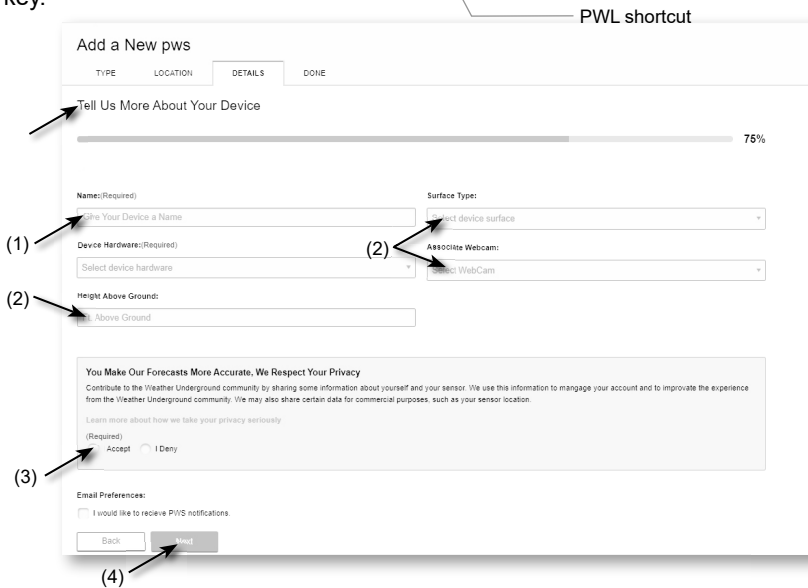 key.
PWL shortcut
Add a New pws
TYPE LOCATION DETAILS DONE
Tell Us More About Your Device
75%
Name:(Required)
Surface Type:
(1)
Give Your Device a Name
Select device surface
Device Hardware:(Required)
(2)
Associate Webcam:
Select device hardware
Select WebCam
(2)
Height Above Ground:
Ft. Above Ground
You Make Our Forecasts More Accurate, We Respect Your Privacy
Contribute to the Weather Underground community by sharing some information about yourself and your sensor. We use this information to mangage your account and to improvate the experience
from the Weather Underground community. We may also share certain data for commercial purposes, such as your sensor location.
Learn more about how we take your privacy seriously
(Required)
Accept I Deny
(3)
Email Preferences:
I would like to recieve PWS notifications.
Back Next
(4)